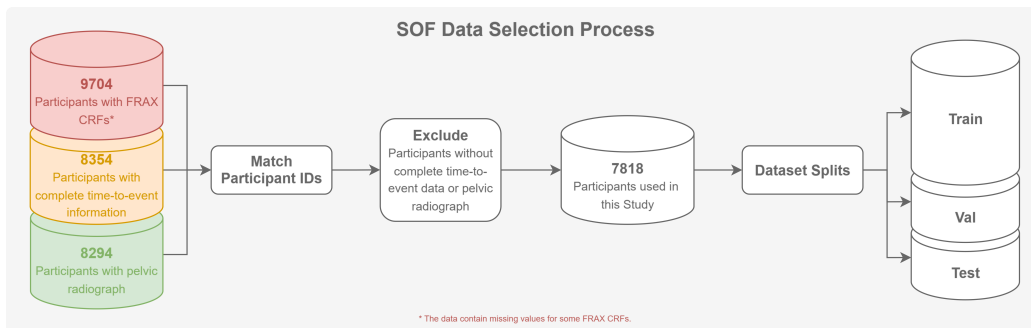 SOF Data Selection Process
9704
Participants with FRAX
CRFs*
8354
Participants with
complete time-to-event
information
8294
Participants with pelvic
radiograph
Match
Participant IDs
Exclude
Participants without
complete time-to-
event data or pelvic
radiograph
7818
Participants used in
this Study
Dataset Splits
Train
Val
Test
* The data contain missing values for some FRAX CRFs.